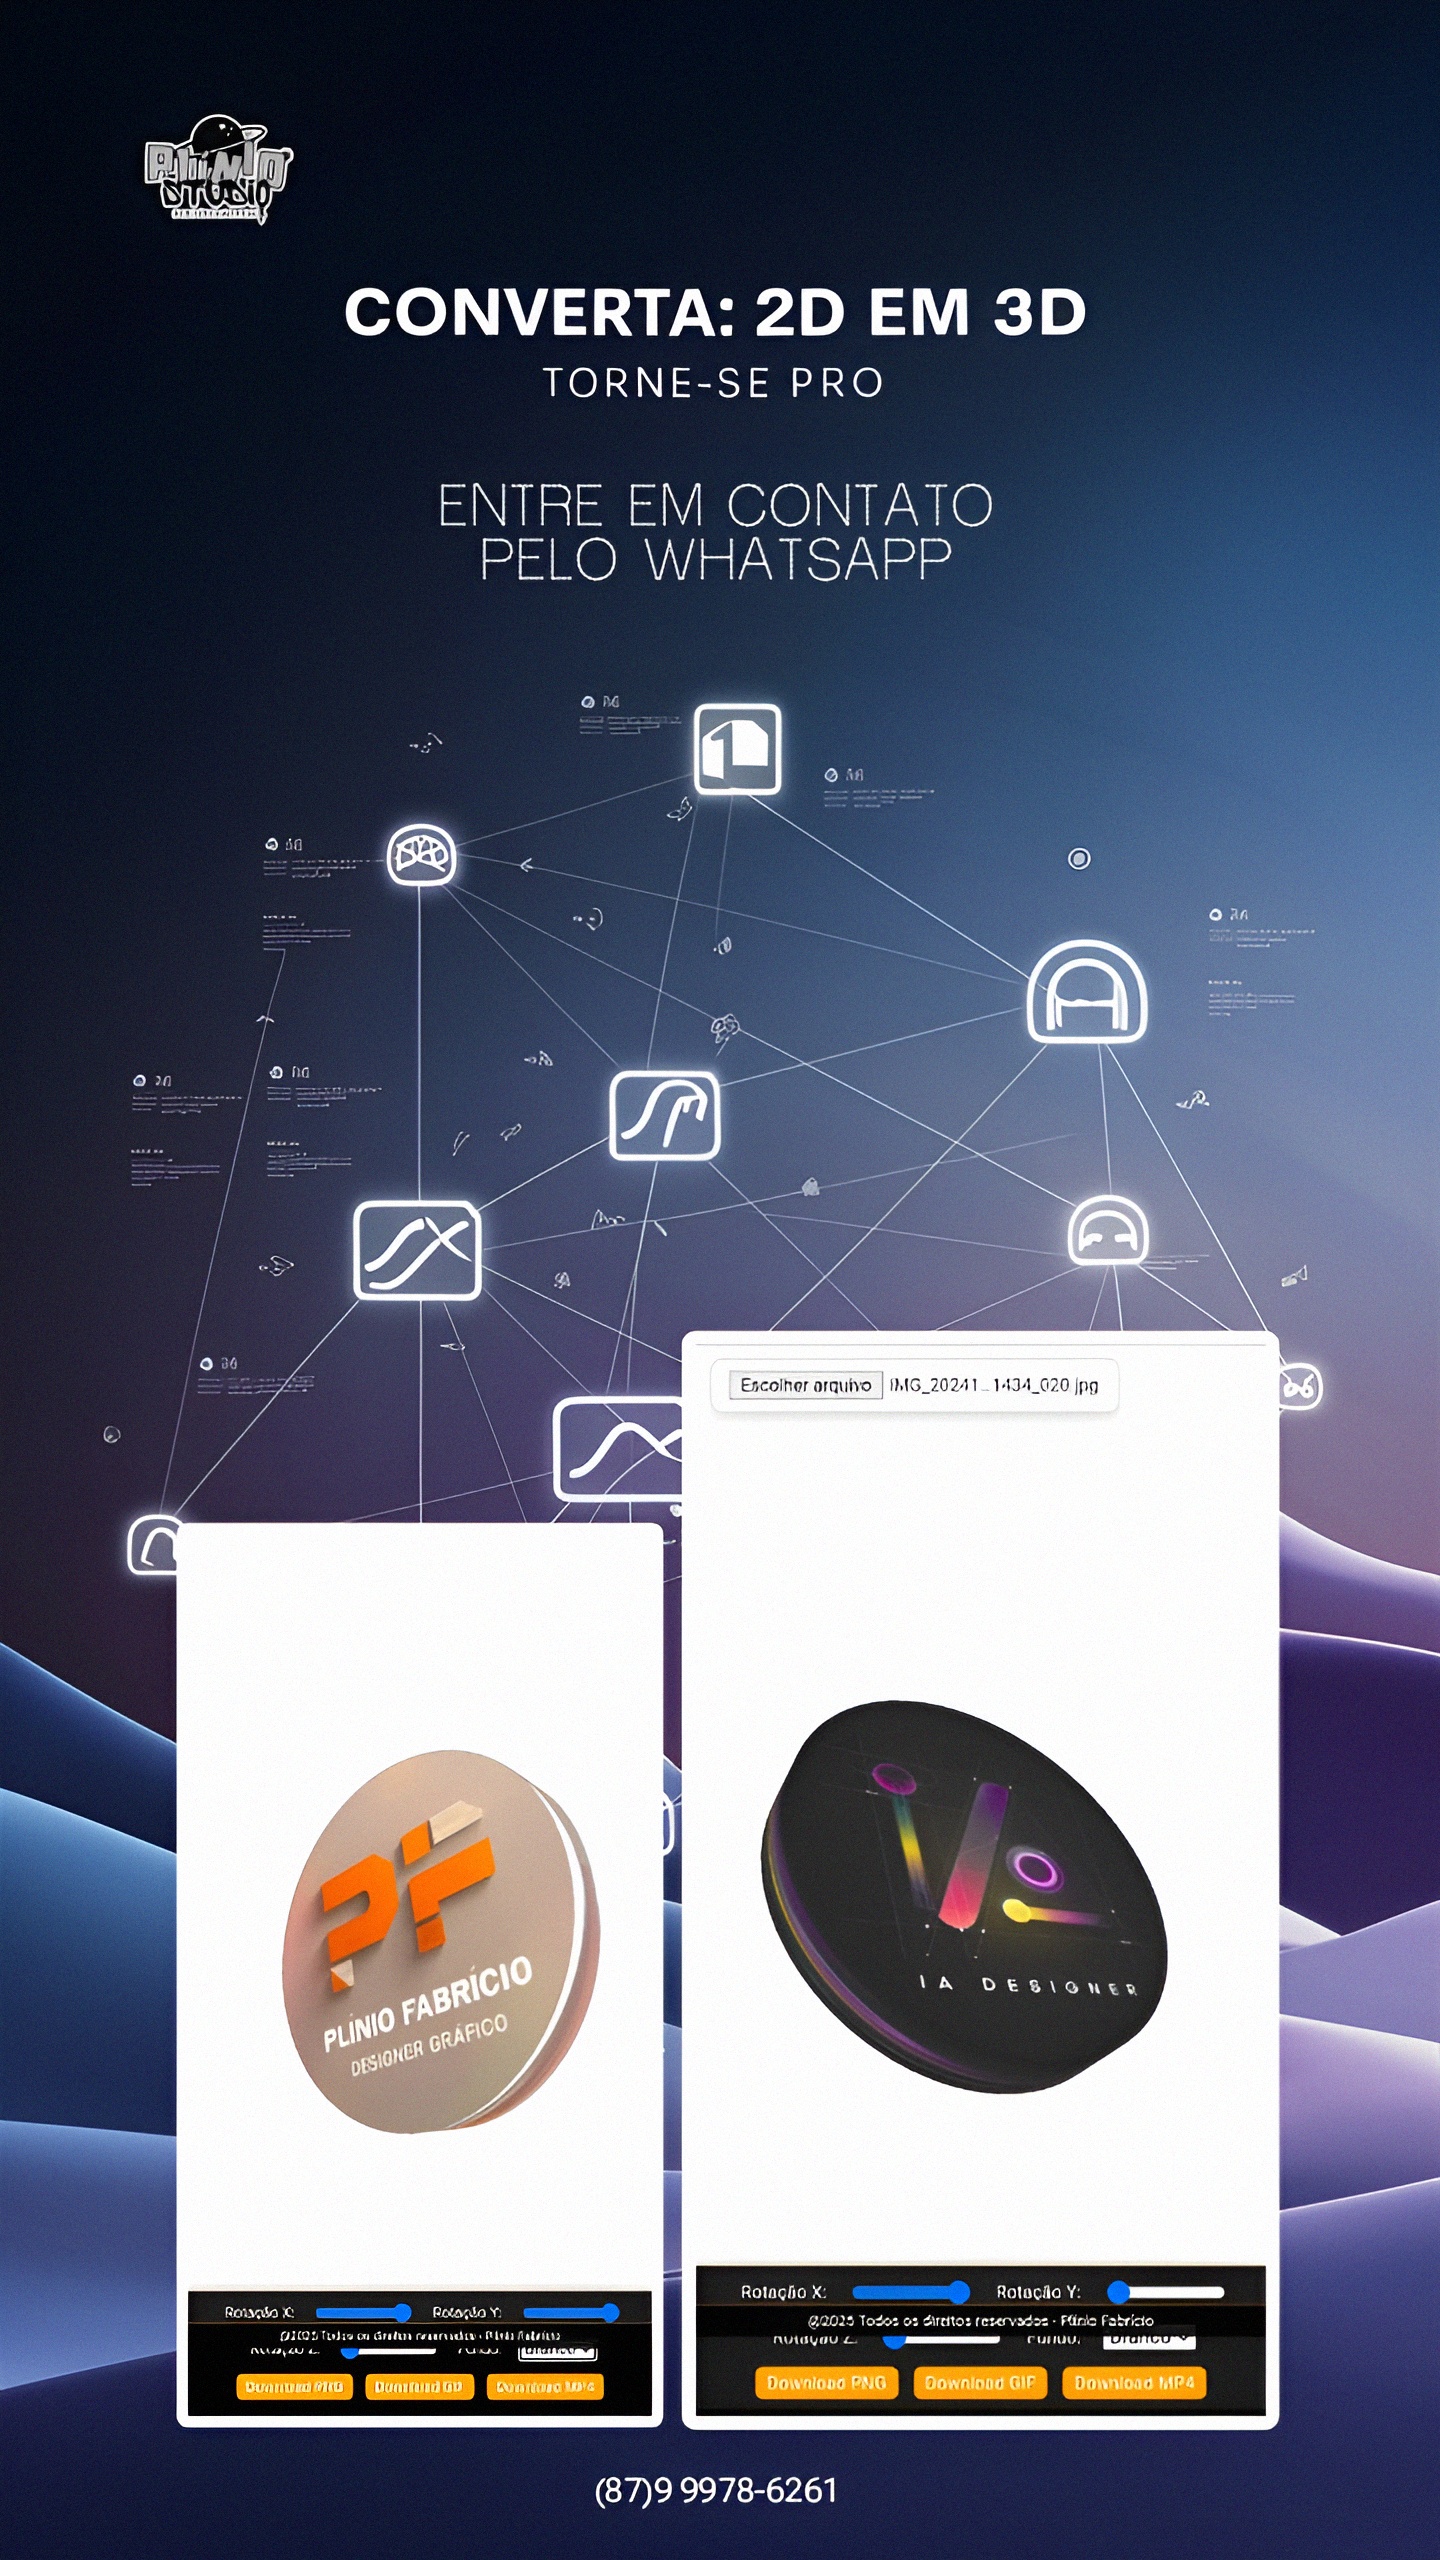 PLINIO
STUDIO
CONVERTA: 2D EM 3D
TORNE-SE PRO
ENTRE EM CONTATO
PELO WHATSAPP
Escolher arquivo IMG_20241...1434_020.jpg
PF
PLÍNIO FABRÍCIO
DESIGNER GRÁFICO
IA DESIGNER
Rotação X: Rotação Y:
@2025 Todos os direitos reservados - Plínio Fabrício
Rotação Z: Fundo: Branco
Download PNG Download GIF Download MP4
Rotação X: Rotação Y:
@2025 Todos os direitos reservados - Plínio Fabrício
Rotação Z: Fundo: Branco
Download PNG Download GIF Download MP4
(87)9 9978-6261